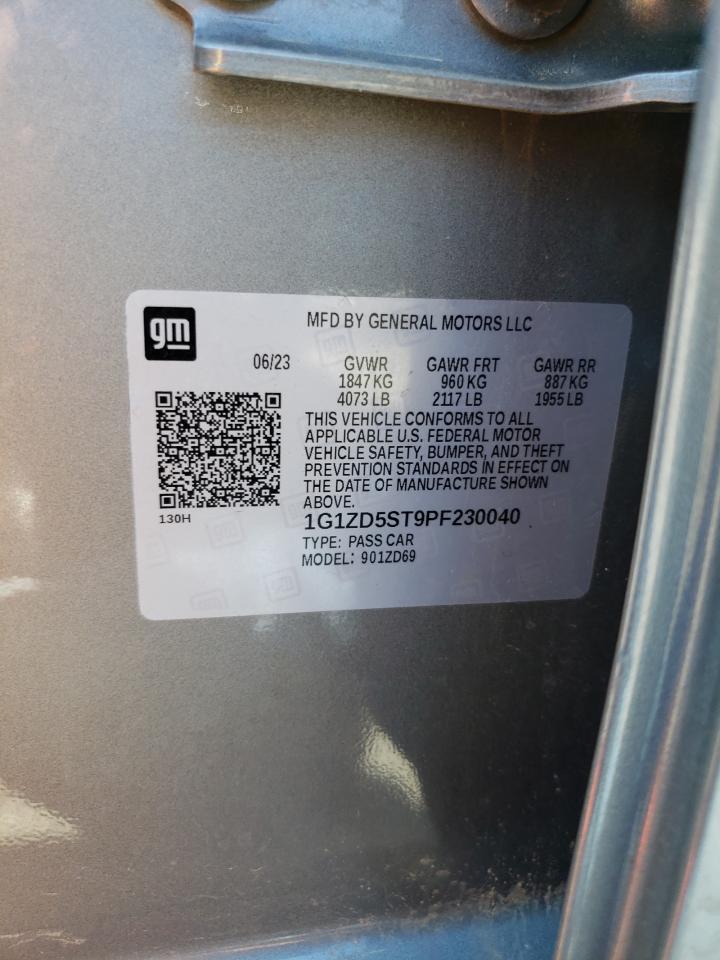 gm
MFD BY GENERAL MOTORS LLC
06/23 GVWR GAWR FRT GAWR RR
1847 KG 960 KG 887 KG
4073 LB 2117 LB 1955 LB
THIS VEHICLE CONFORMS TO ALL
APPLICABLE U.S. FEDERAL MOTOR
VEHICLE SAFETY, BUMPER, AND THEFT
PREVENTION STANDARDS IN EFFECT ON
THE DATE OF MANUFACTURE SHOWN
ABOVE.
130H
1G1ZD5ST9PF230040
TYPE: PASS CAR
MODEL: 901ZD69